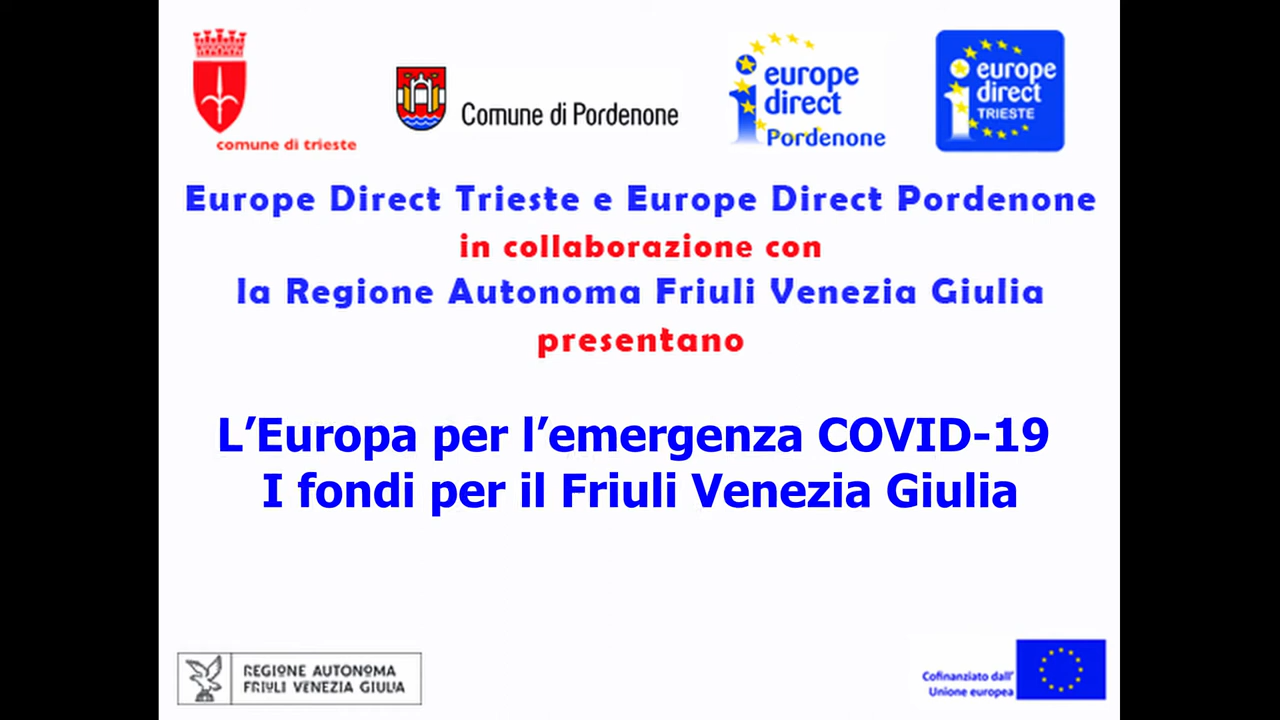 comune di trieste
Comune di Pordenone
europe
direct
Pordenone
europe
direct
TRIESTE
Europe Direct Trieste e Europe Direct Pordenone
in collaborazione con
la Regione Autonoma Friuli Venezia Giulia
presentano
L’Europa per l’emergenza COVID-19
I fondi per il Friuli Venezia Giulia
REGIONE AUTONOMA
FRIULI VENEZIA GIULIA
Cofinanziato dall'
Unione europea